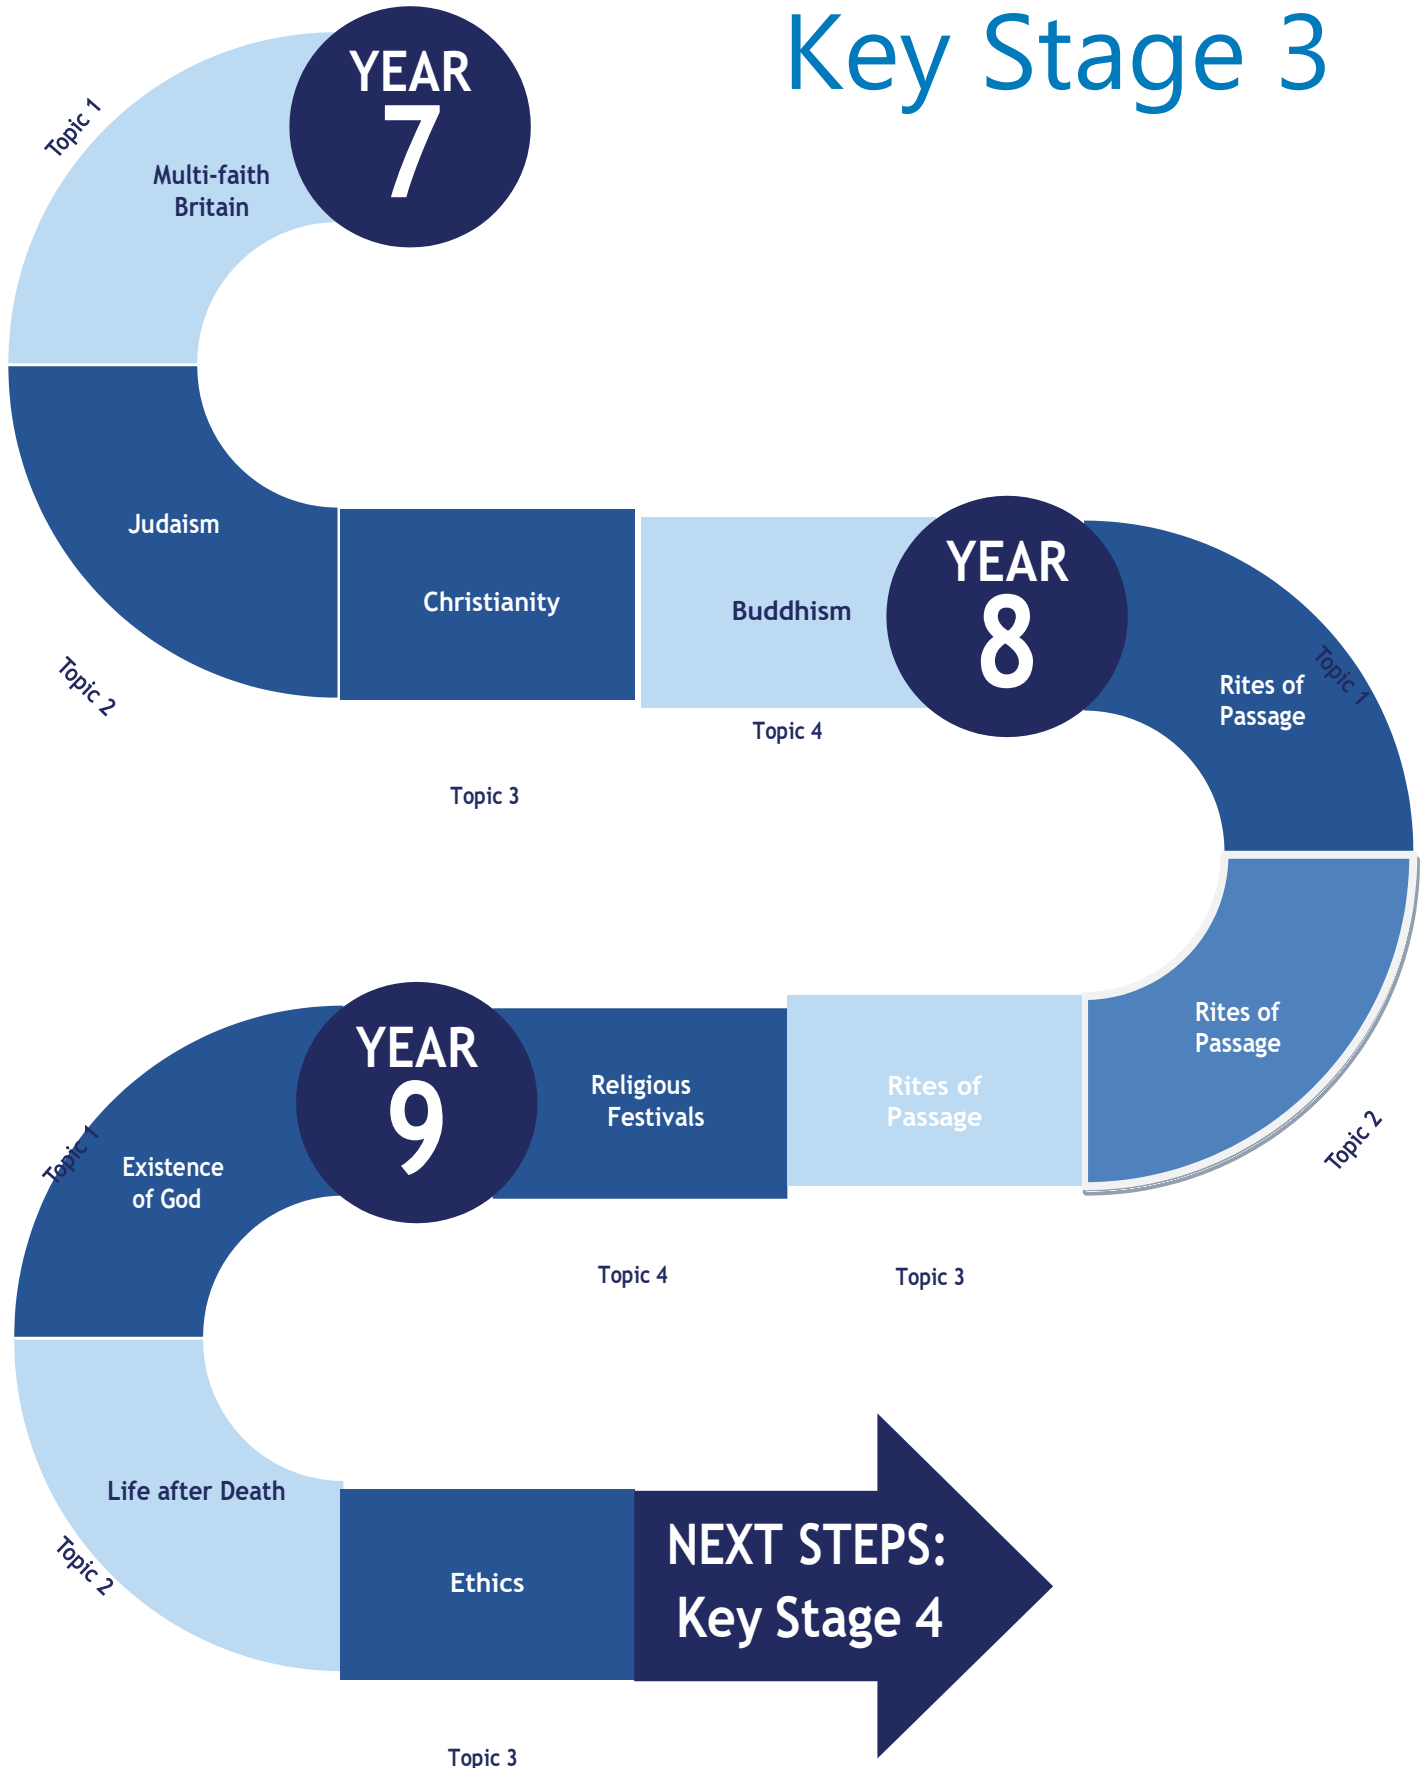 Key Stage 3
YEAR
7
Topic 1
Multi-faith
Britain
Judaism
Topic 2
Christianity
Topic 3
Buddhism
Topic 4
YEAR
8
Topic 1
Rites of
Passage
Rites of
Passage
Topic 2
Rites of
Passage
Topic 3
Religious
Festivals
Topic 4
YEAR
9
Topic 1
Existence
of God
Life after Death
Topic 2
Ethics
Topic 3
NEXT STEPS:
Key Stage 4